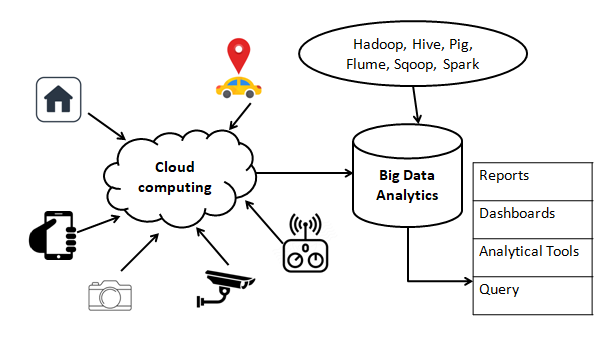 Hadoop, Hive, Pig,
Flume, Sqoop, Spark
Cloud
computing
Big Data
Analytics
Reports
Dashboards
Analytical Tools
Query